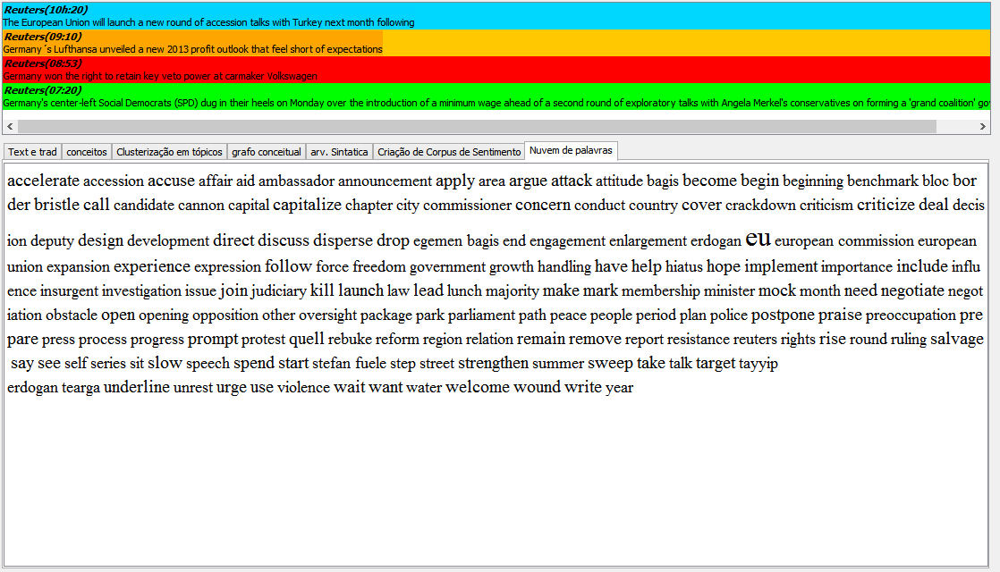 Reuters(10h:20)
The European Union will launch a new round of accession talks with Turkey next month following
Reuters(09:10)
Germany´s Lufthansa unveiled a new 2013 profit outlook that feel short of expectations
Reuters(08:53)
Germany won the right to retain key veto power at carmaker Volkswagen
Reuters(07:20)
Germany's center-left Social Democrats (SPD) dug in their heels on Monday over the introduction of a minimum wage ahead of a second round of exploratory talks with Angela Merkel's conservatives on forming a 'grand coalition' go
Text e trad conceitos Clusterização em tópicos grafo conceitual arv. Sintatica Criação de Corpus de Sentimento Nuvem de palavras
accelerate accession accuse affair aid ambassador announcement apply area argue attack attitude bagis become begin beginning benchmark bloc bor
der bristle call candidate cannon capital capitalize chapter city commissioner concern conduct country cover crackdown criticism criticize deal decis
ion deputy design development direct discuss disperse drop egemen bagis end engagement enlargement erdogan eu european commission european
union expansion experience expression follow force freedom government growth handling have help hiatus hope implement importance include influ
ence insurgent investigation issue join judiciary kill launch law lead lunch majority make mark membership minister mock month need negotiate negot
iation obstacle open opening opposition other oversight package park parliament path peace people period plan police postpone praise preoccupation pre
pare press process progress prompt protest quell rebuke reform region relation remain remove report resistance reuters rights rise round ruling salvage
say see self series sit slow speech spend start stefan fuele step street strengthen summer sweep take talk target tayyip
erdogan tearga underline unrest urge use violence wait want water welcome wound write year